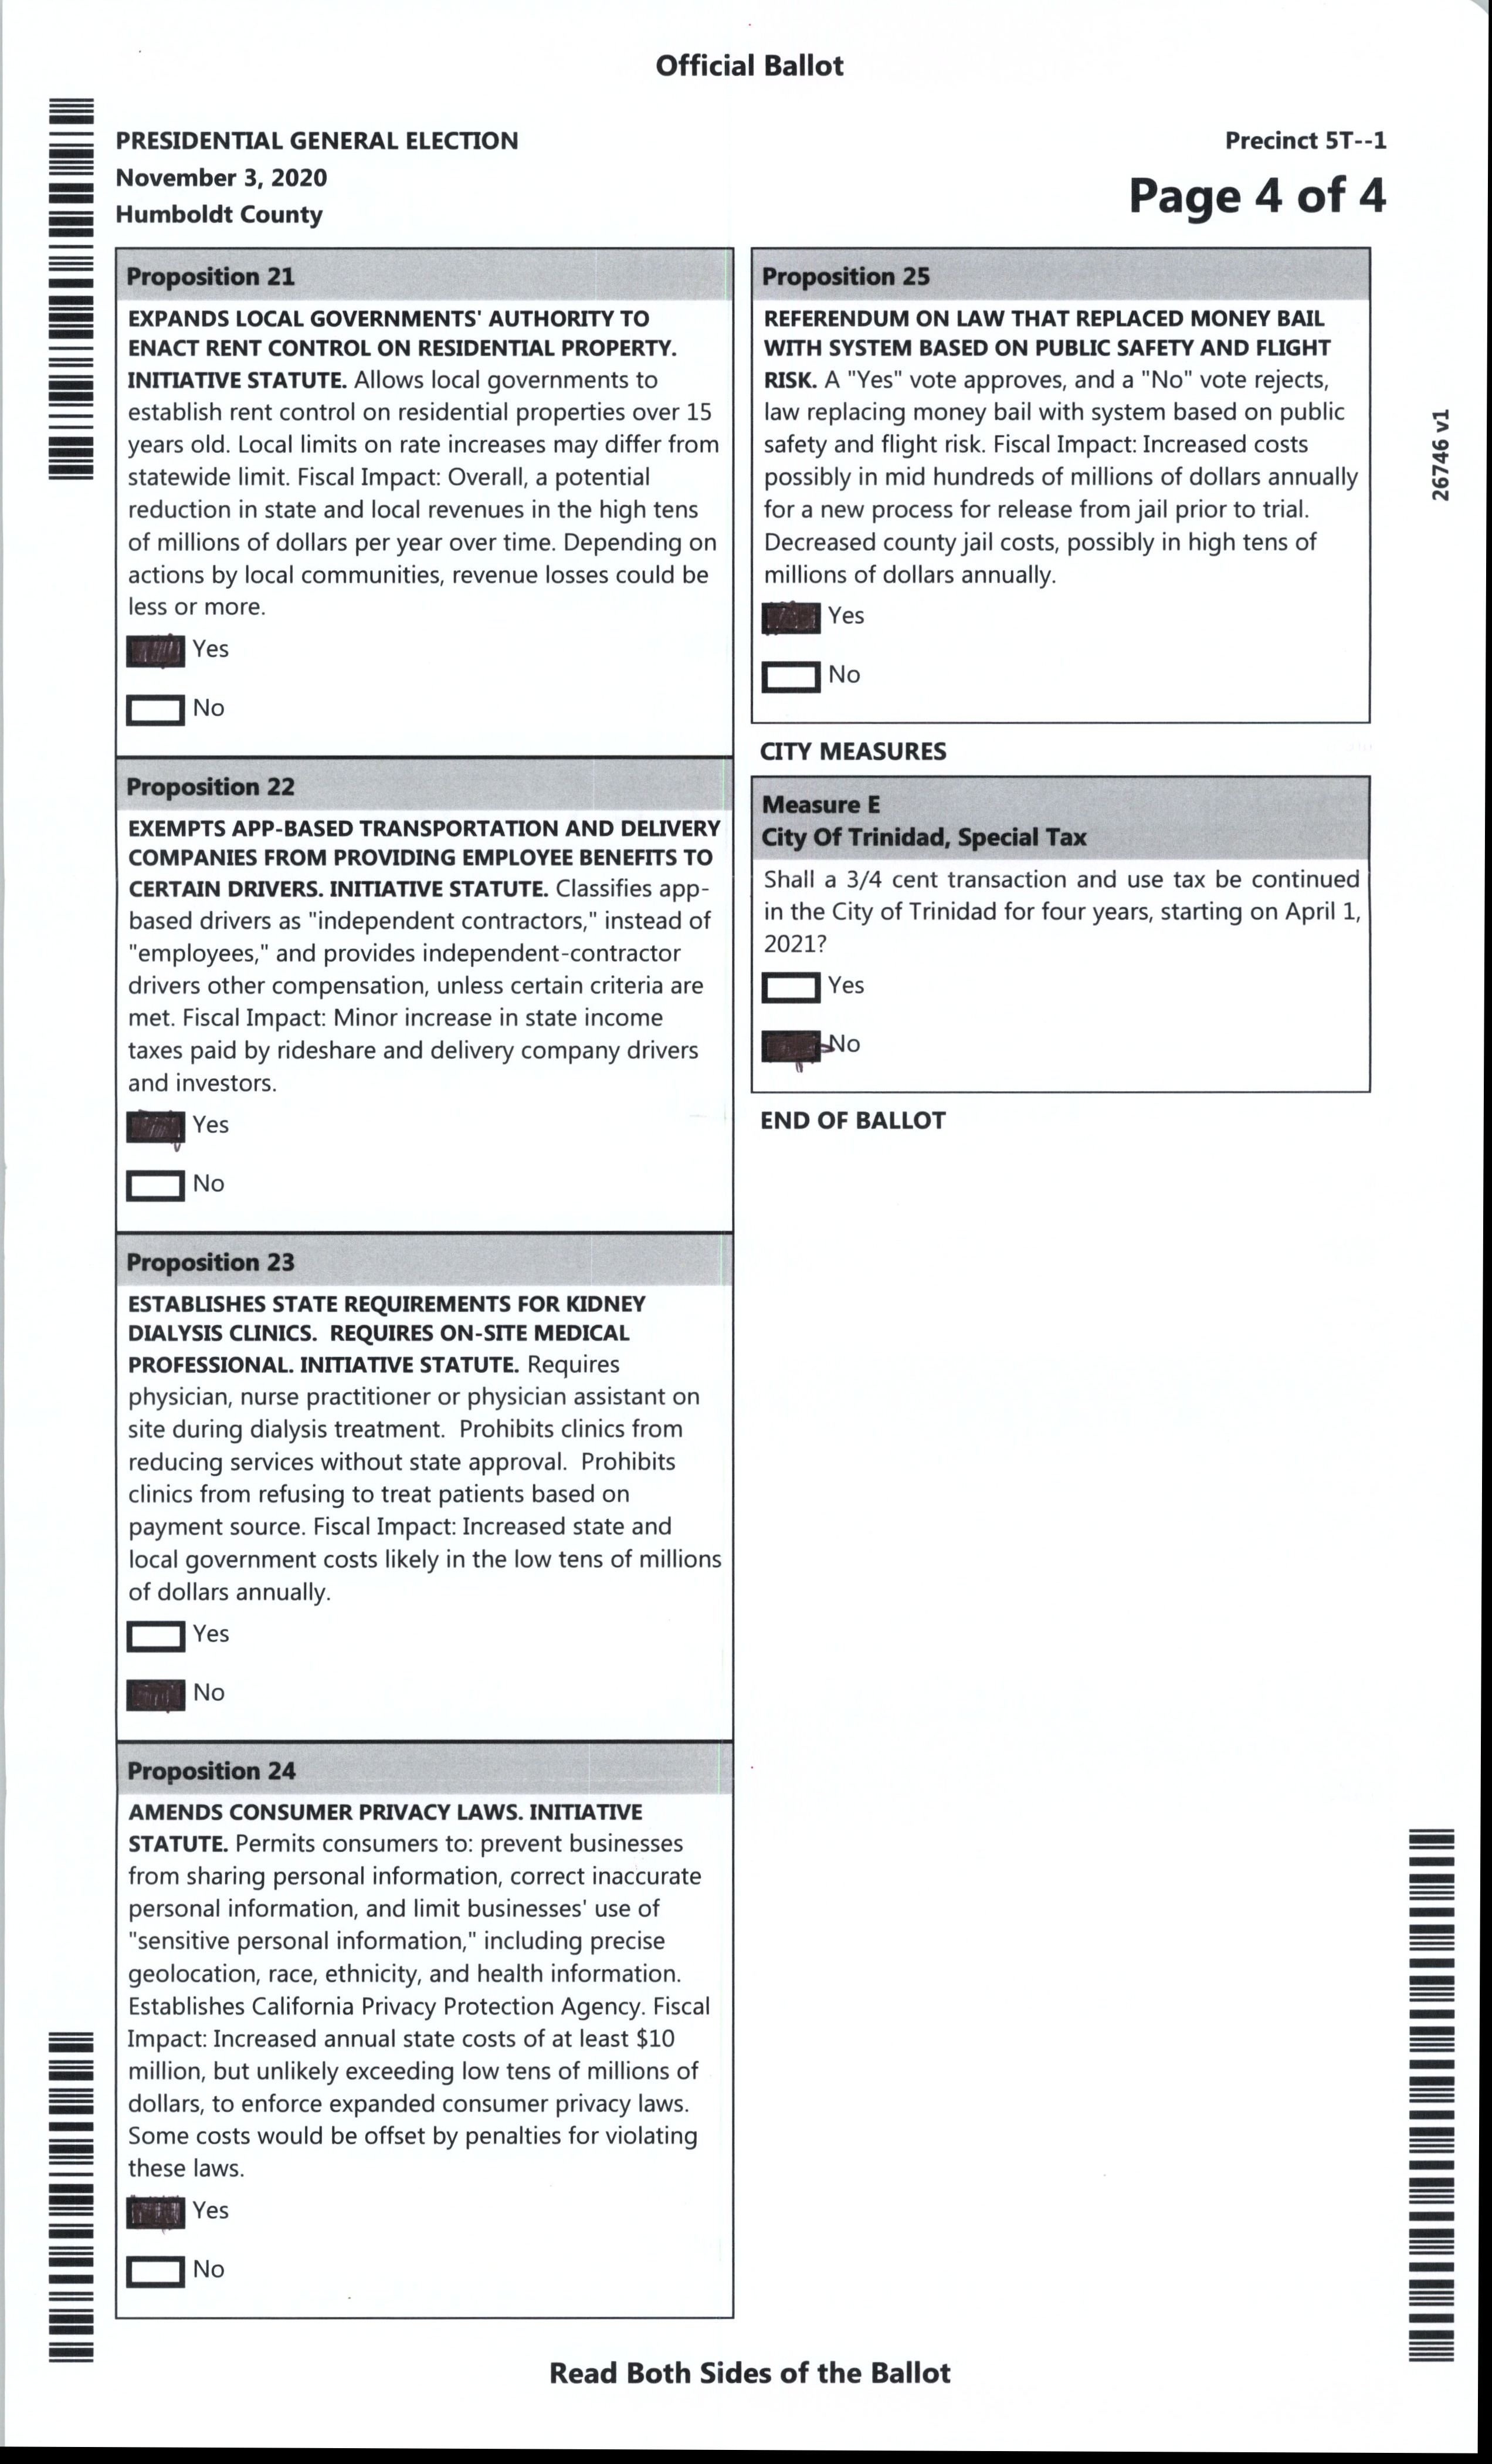 Official Ballot
PRESIDENTIAL GENERAL ELECTION
November 3, 2020
Humboldt County
Precinct 5T--1
Page 4 of 4
Proposition 21
EXPANDS LOCAL GOVERNMENTS' AUTHORITY TO
ENACT RENT CONTROL ON RESIDENTIAL PROPERTY.
INITIATIVE STATUTE. Allows local governments to
establish rent control on residential properties over 15
years old. Local limits on rate increases may differ from
statewide limit. Fiscal Impact: Overall, a potential
reduction in state and local revenues in the high tens
of millions of dollars per year over time. Depending on
actions by local communities, revenue losses could be
less or more.
Yes
No
Proposition 22
EXEMPTS APP-BASED TRANSPORTATION AND DELIVERY
COMPANIES FROM PROVIDING EMPLOYEE BENEFITS TO
CERTAIN DRIVERS. INITIATIVE STATUTE. Classifies app-
based drivers as "independent contractors," instead of
"employees," and provides independent-contractor
drivers other compensation, unless certain criteria are
met. Fiscal Impact: Minor increase in state income
taxes paid by rideshare and delivery company drivers
and investors.
Yes
No
Proposition 23
ESTABLISHES STATE REQUIREMENTS FOR KIDNEY
DIALYSIS CLINICS. REQUIRES ON-SITE MEDICAL
PROFESSIONAL. INITIATIVE STATUTE. Requires
physician, nurse practitioner or physician assistant on
site during dialysis treatment. Prohibits clinics from
reducing services without state approval. Prohibits
clinics from refusing to treat patients based on
payment source. Fiscal Impact: Increased state and
local government costs likely in the low tens of millions
of dollars annually.
Yes
No
Proposition 24
AMENDS CONSUMER PRIVACY LAWS. INITIATIVE
STATUTE. Permits consumers to: prevent businesses
from sharing personal information, correct inaccurate
personal information, and limit businesses' use of
"sensitive personal information," including precise
geolocation, race, ethnicity, and health information.
Establishes California Privacy Protection Agency. Fiscal
Impact: Increased annual state costs of at least $10
million, but unlikely exceeding low tens of millions of
dollars, to enforce expanded consumer privacy laws.
Some costs would be offset by penalties for violating
these laws.
Yes
No
Proposition 25
REFERENDUM ON LAW THAT REPLACED MONEY BAIL
WITH SYSTEM BASED ON PUBLIC SAFETY AND FLIGHT
RISK. A "Yes" vote approves, and a "No" vote rejects,
law replacing money bail with system based on public
safety and flight risk. Fiscal Impact: Increased costs
possibly in mid hundreds of millions of dollars annually
for a new process for release from jail prior to trial.
Decreased county jail costs, possibly in high tens of
millions of dollars annually.
Yes
No
CITY MEASURES
Measure E
City Of Trinidad, Special Tax
Shall a 3/4 cent transaction and use tax be continued
in the City of Trinidad for four years, starting on April 1,
2021?
Yes
No
END OF BALLOT
26746 v1
Read Both Sides of the Ballot